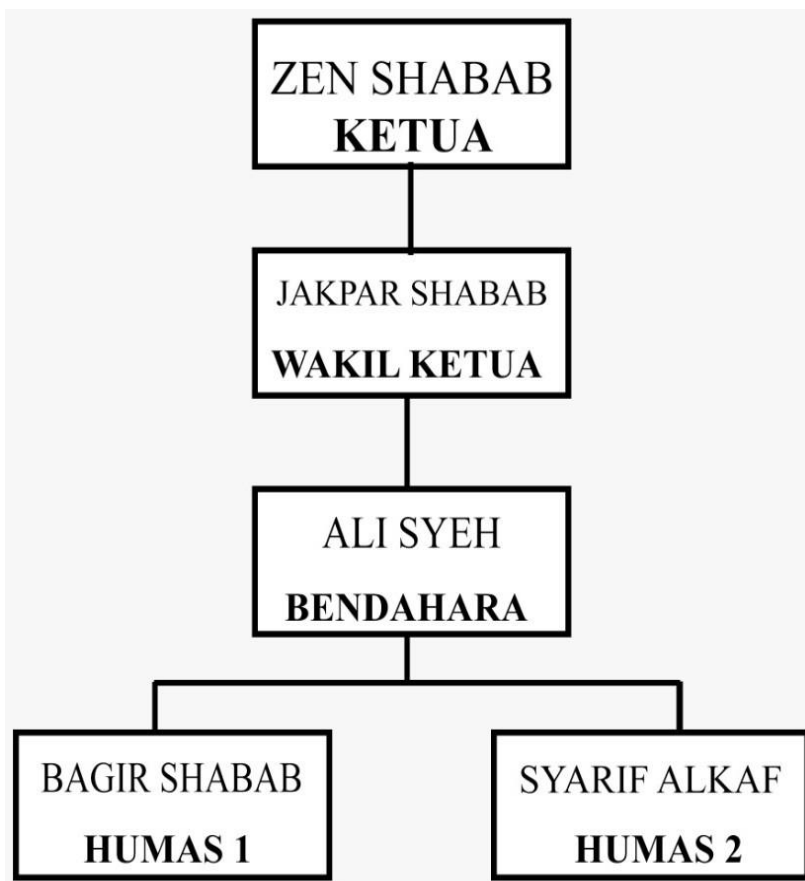 ZEN SHABAB
KETUA
JAKPAR SHABAB
WAKIL KETUA
ALI SYEH
BENDAHARA
BAGIR SHABAB
HUMAS 1
SYARIF ALKAF
HUMAS 2